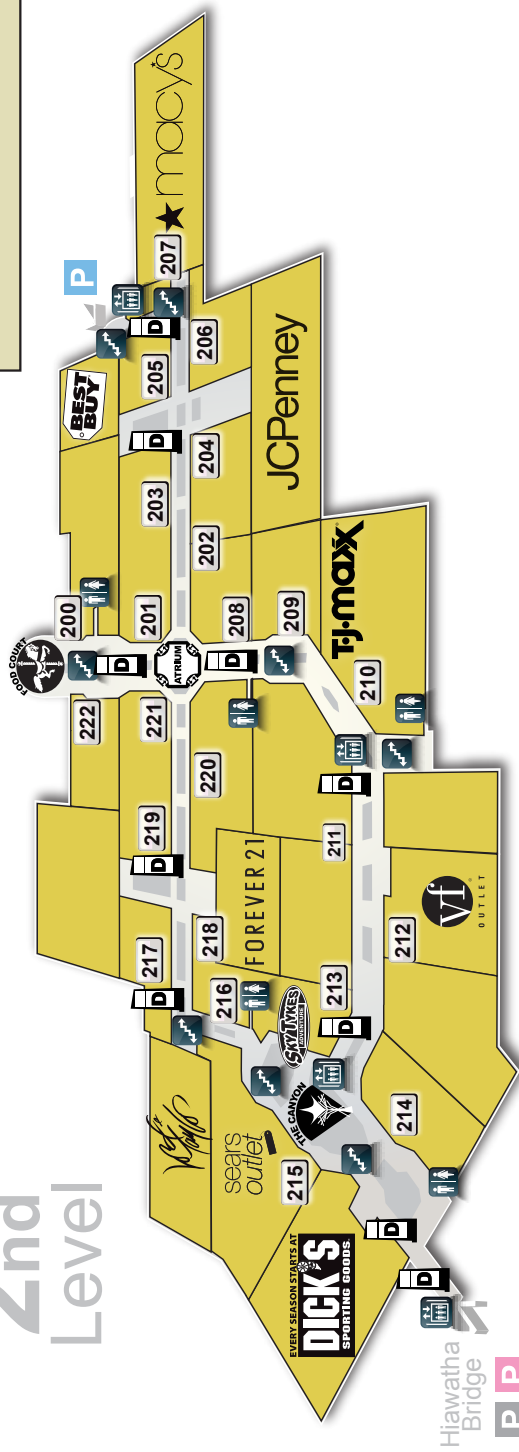 2nd
Level
macy's
P
207
206
205
BEST
BUY
D
JCPenney
D
204
203
202
200
201
208
209
FOOD COURT
D
ATRIUM
D
T·J·maxx
210
222
221
220
219
D
D
211
FOREVER 21
218
217
D
216
vf
OUTLET
212
213
D
SKYTYKES
ADVENTURE
THE CANYON
214
sears
outlet
215
EVERY SEASON STARTS AT
DICK'S
SPORTING GOODS
D
D
Hiawatha
Bridge
P P